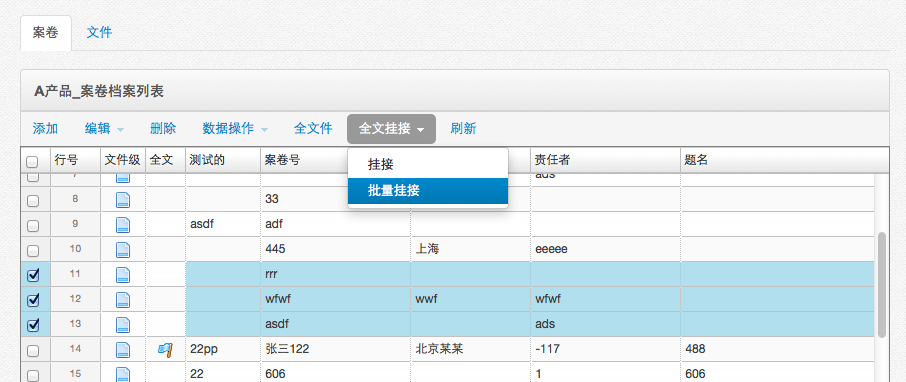 案卷 文件
A产品_案卷档案列表
添加 编辑 删除 数据操作 全文件 全文挂接 刷新
行号 文件级 全文 测试的 案卷号 责任者 题名
挂接
批量挂接
7 ads
8 33
9 asdf adf
10 445 上海 eeeee
11 rrr
12 wfwf wwf wfwf
13 asdf ads
14 22pp 张三122 北京某某 -117 488
15 22 606 1 606